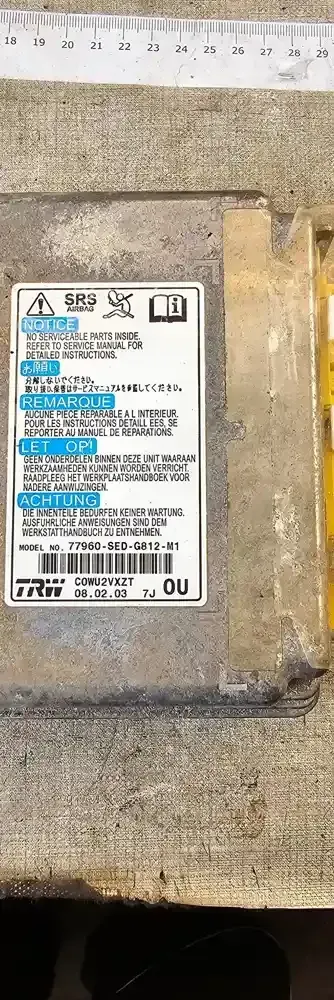 18 19 20 21 22 23 24 25 26 27 28 29
SRS
AIRBAG
NOTICE
NO SERVICEABLE PARTS INSIDE.
REFER TO SERVICE MANUAL FOR
DETAILED INSTRUCTIONS.
お願い
分解しないでください。
取り扱い、保管はサービスマニュアルを参照してください。
REMARQUE
AUCUNE PIECE REPARABLE A L INTERIEUR.
POUR LES INSTRUCTIONS DETAILL EES, SE
REPORTER AU MANUEL DE REPARATIONS.
LET OP!
GEEN ONDERDELEN BINNEN DEZE UNIT WAARAAN
WERKZAAMHEDEN KUNNEN WORDEN VERRICHT.
RAADPLEEG HET WERKPLAATSHANDBOEK VOOR
NADERE AANWIJZINGEN.
ACHTUNG
DIE INNENTEILE BEDURFEN KEINER WARTUNG.
AUSFUHRLICHE ANWEISUNGEN SIND DEM
WERKSTATTHANDBUCH ZU ENTNEHMEN.
MODEL NO. 77960-SED-G812-M1
TRW COWU2VXZT
08.02.03 7J OU